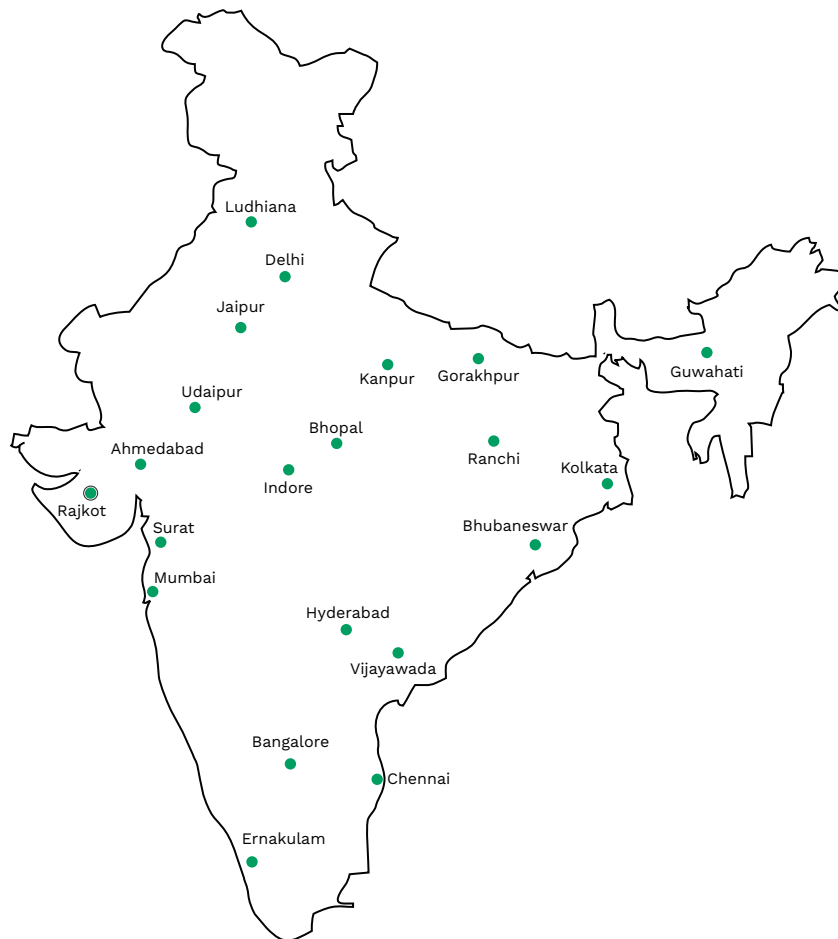 Ludhiana
Delhi
Jaipur
Kanpur
Gorakhpur
Guwahati
Udaipur
Bhopal
Ahmedabad
Ranchi
Kolkata
Indore
Rajkot
Surat
Bhubaneswar
Mumbai
Hyderabad
Vijayawada
Bangalore
Chennai
Ernakulam